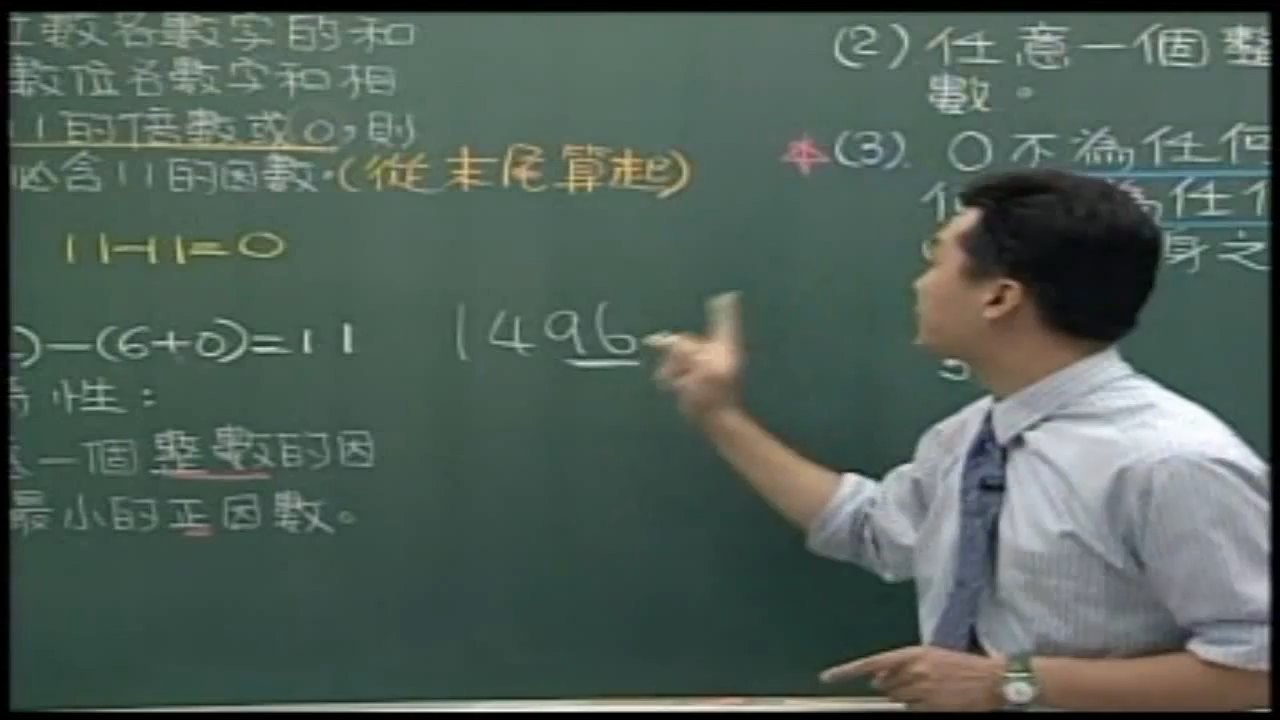 位數各數字的和
數位各數字和相
11的倍數或0,則
必含11的因數.(從末尾算起)
11-11=0
)-(6+0)=11
特性:
一個整數的因
最小的正因數。
1496
(2)任意一個整
數。
(3).0不為任何
為任何
身之